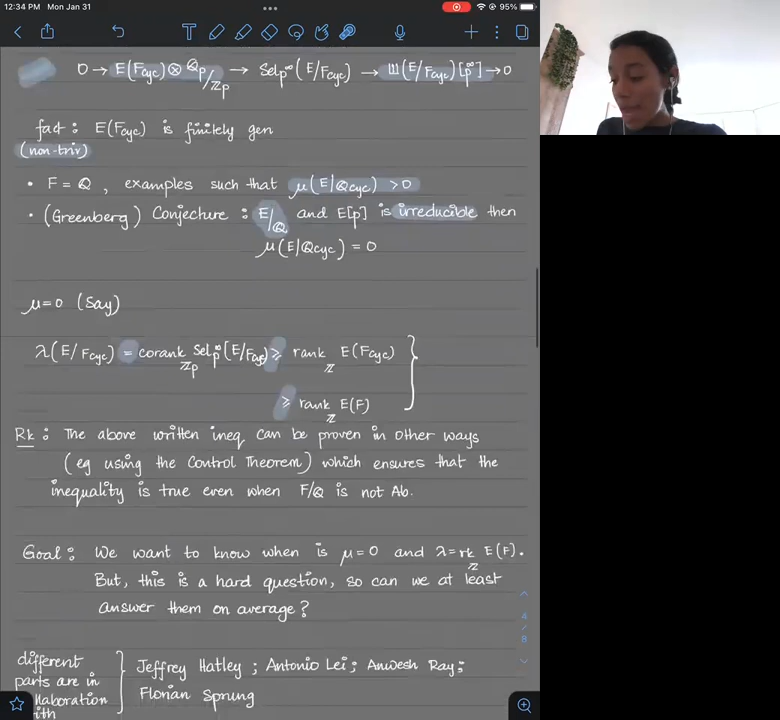 12:34 PM Mon Jan 31
95%
0 → E(Fcyc) ⊗ Qp/Zp → Selp∞(E/Fcyc) → Ш(E/Fcyc)[p∞] → 0
fact : E(Fcyc) is finitely gen
(non-triv)
• F = Q , examples such that μ(E|Qcyc) > 0
• (Greenberg) Conjecture : E/Q and E[p] is irreducible then
μ(E|Qcyc) = 0
μ=0 (Say)
λ(E/Fcyc) = corank Zp Selp∞(E/Fcyc) ≥ rank Z E(Fcyc)
≥ rank Z E(F)
Rk : The above written ineq can be proven in other ways
(eg using the Control Theorem) which ensures that the
inequality is true even when F/Q is not Ab.
Goal : We want to know when is μ=0 and λ=rk Z E(F).
But, this is a hard question, so can we at least
answer them on average?
4
/
8
different
parts are in
llaboration
ith
Jeffrey Hatley ; Antonio Lei ; Anwesh Ray ;
Florian Sprung